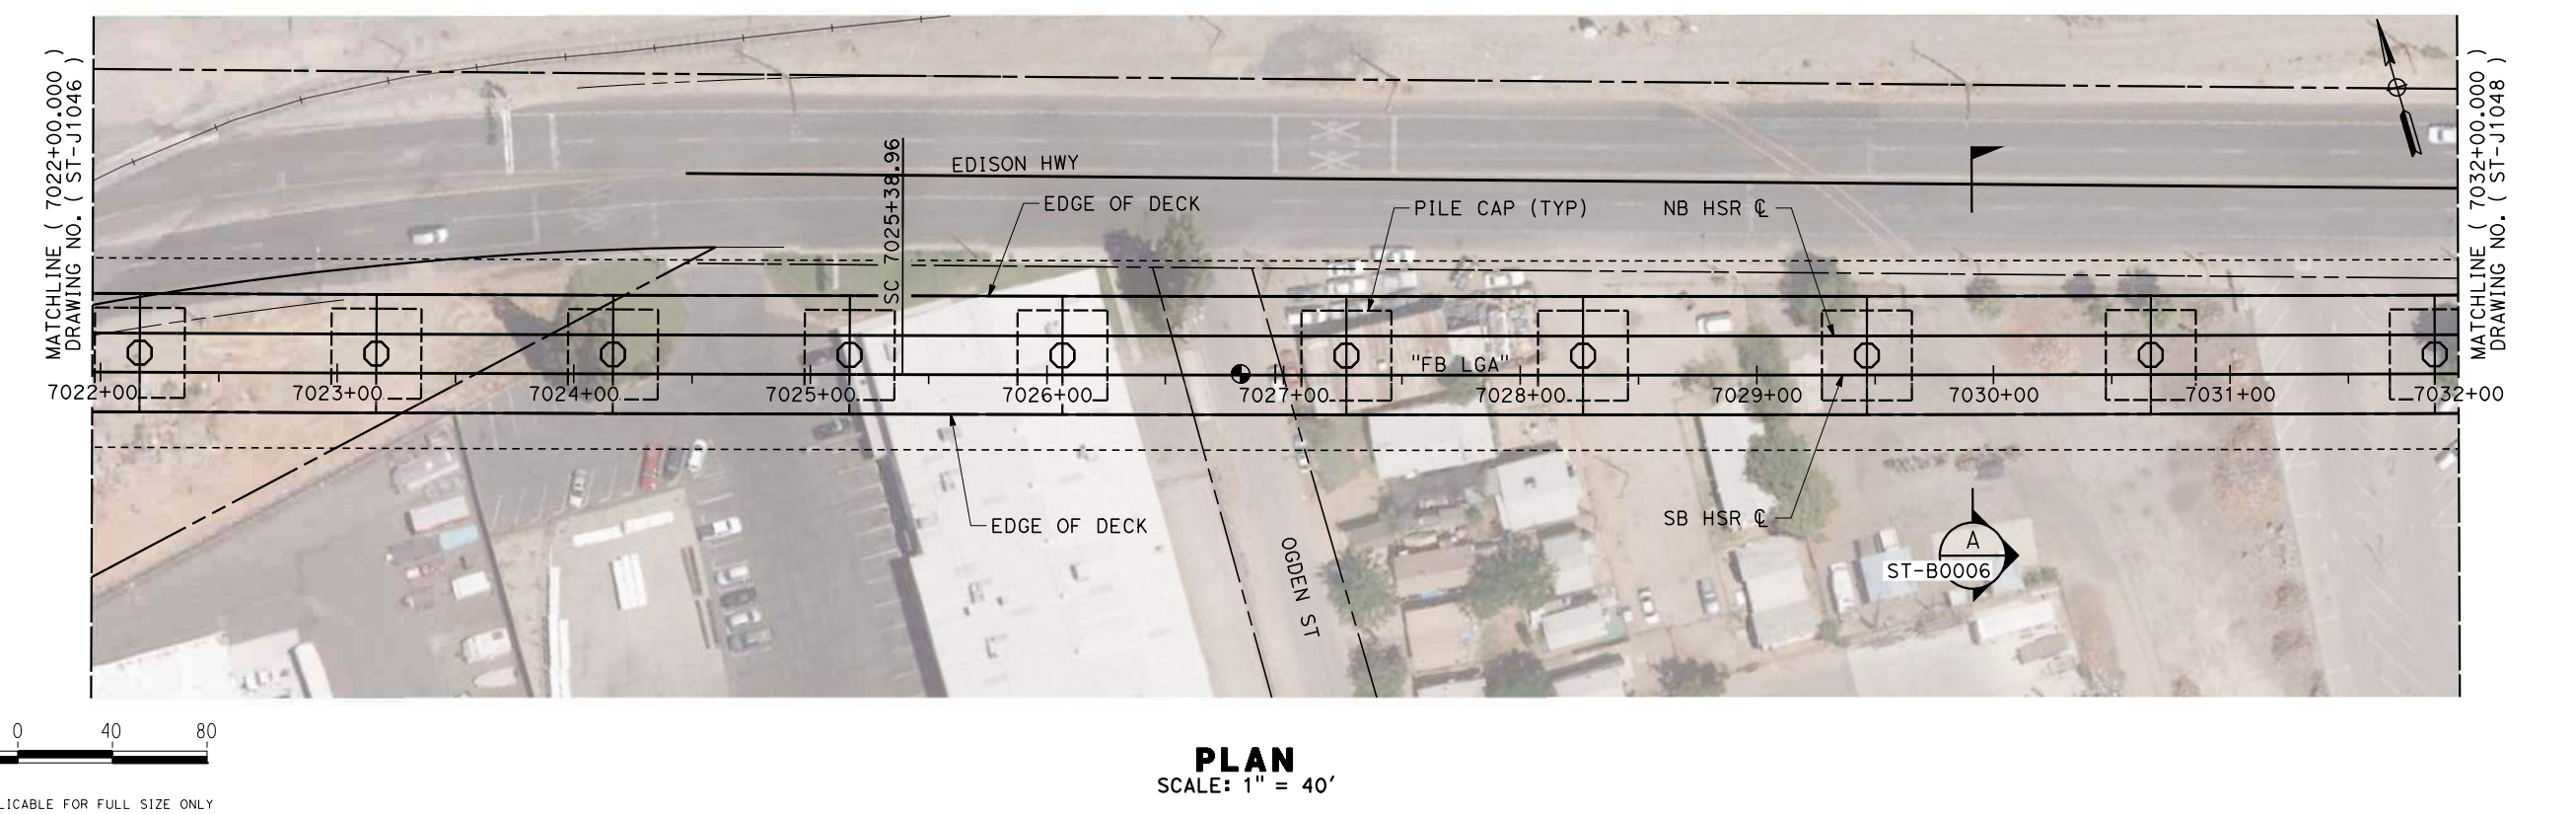 MATCHLINE ( 7022+00.000 )
DRAWING NO. ( ST-J1046 )
SC 7025+38.96
EDISON HWY
EDGE OF DECK
PILE CAP (TYP)
NB HSR ℄
MATCHLINE ( 7032+00.000 )
DRAWING NO. ( ST-J1048 )
"FB LGA"
7022+00
7023+00
7024+00
7025+00
7026+00
7027+00
7028+00
7029+00
7030+00
7031+00
7032+00
EDGE OF DECK
SB HSR ℄
OGDEN ST
A
ST-B0006
0 40 80
PLAN
SCALE: 1" = 40'
LICABLE FOR FULL SIZE ONLY